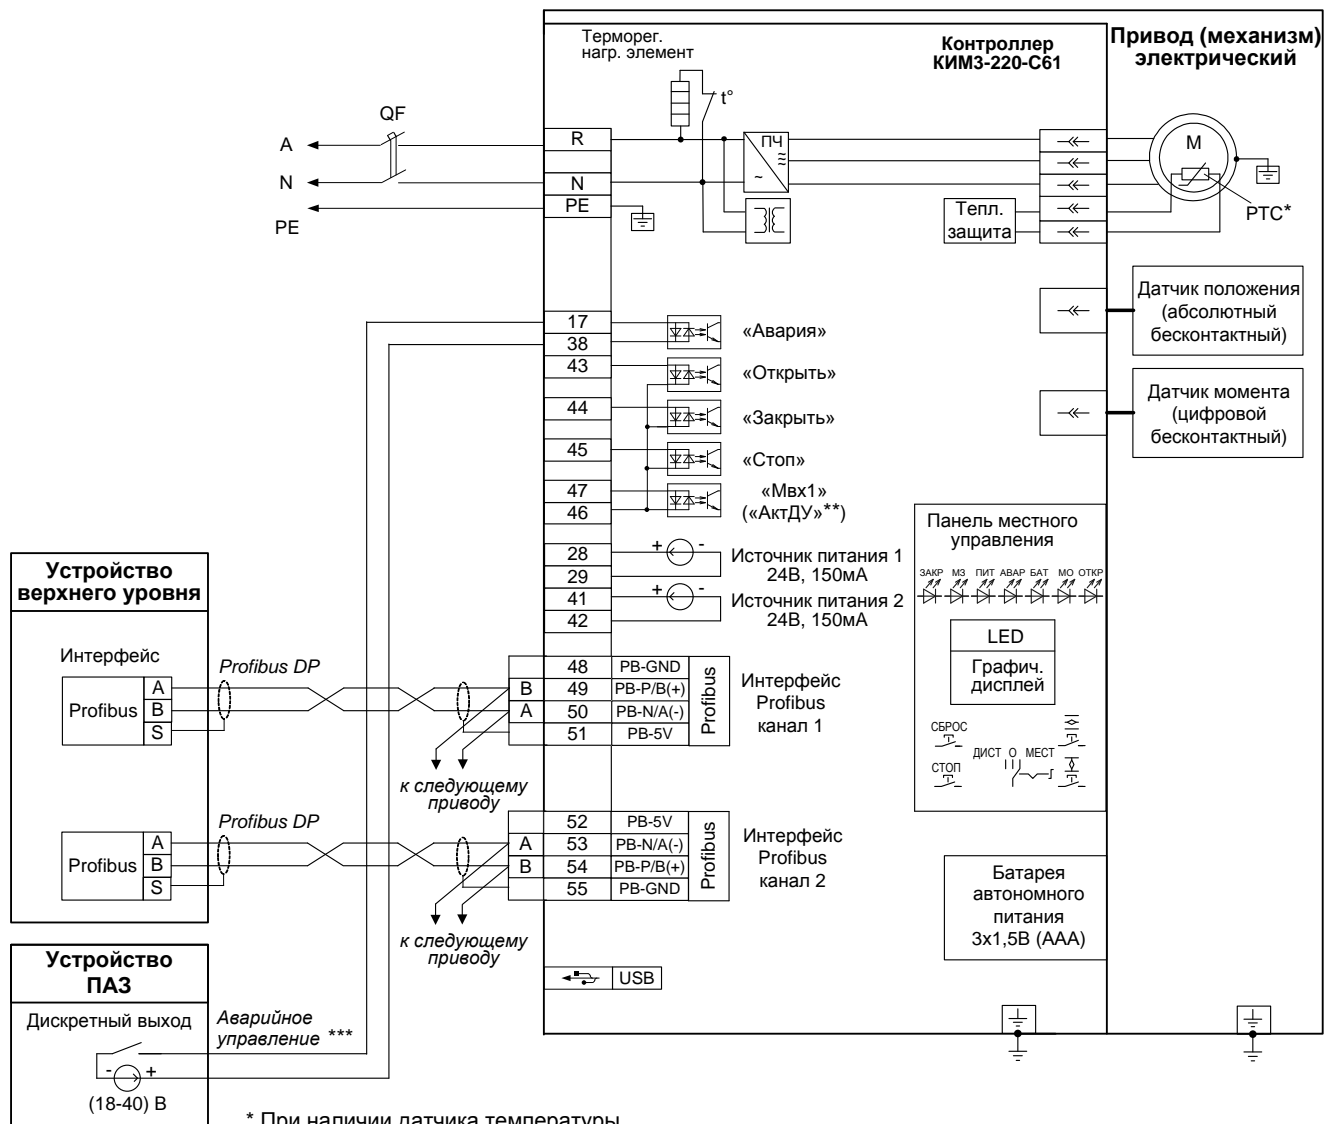 Терморег.
нагр. элемент
Контроллер
КИМ3-220-С61
Привод (механизм)
электрический
t°
QF
A
N
PE
R
N
PE
ПЧ
≈
~
M
PTC*
Тепл.
защита
Датчик положения
(абсолютный
бесконтактный)
Датчик момента
(цифровой
бесконтактный)
17
38
«Авария»
43
«Открыть»
44
«Закрыть»
45
«Стоп»
47
46
«Мвх1»
(«АктДУ»**)
28
29
+ -
Источник питания 1
24В, 150мА
41
42
+ -
Источник питания 2
24В, 150мА
Панель местного
управления
ЗАКР МЗ ПИТ АВАР БАТ МО ОТКР
LED
Графич.
дисплей
СБРОС
СТОП
ДИСТ О МЕСТ
Устройство
верхнего уровня
Интерфейс
Profibus
A
B
S
Profibus DP
B
A
48 PB-GND
49 PB-P/B(+)
50 PB-N/A(-)
51 PB-5V
Profibus
Интерфейс
Profibus
канал 1
к следующему
приводу
Profibus
A
B
S
Profibus DP
A
B
52 PB-5V
53 PB-N/A(-)
54 PB-P/B(+)
55 PB-GND
Profibus
Интерфейс
Profibus
канал 2
к следующему
приводу
Батарея
автономного
питания
3х1,5В (ААА)
USB
Устройство
ПАЗ
Дискретный выход
- +
(18-40) В
Аварийное
управление ***
* При наличии датчика температуры